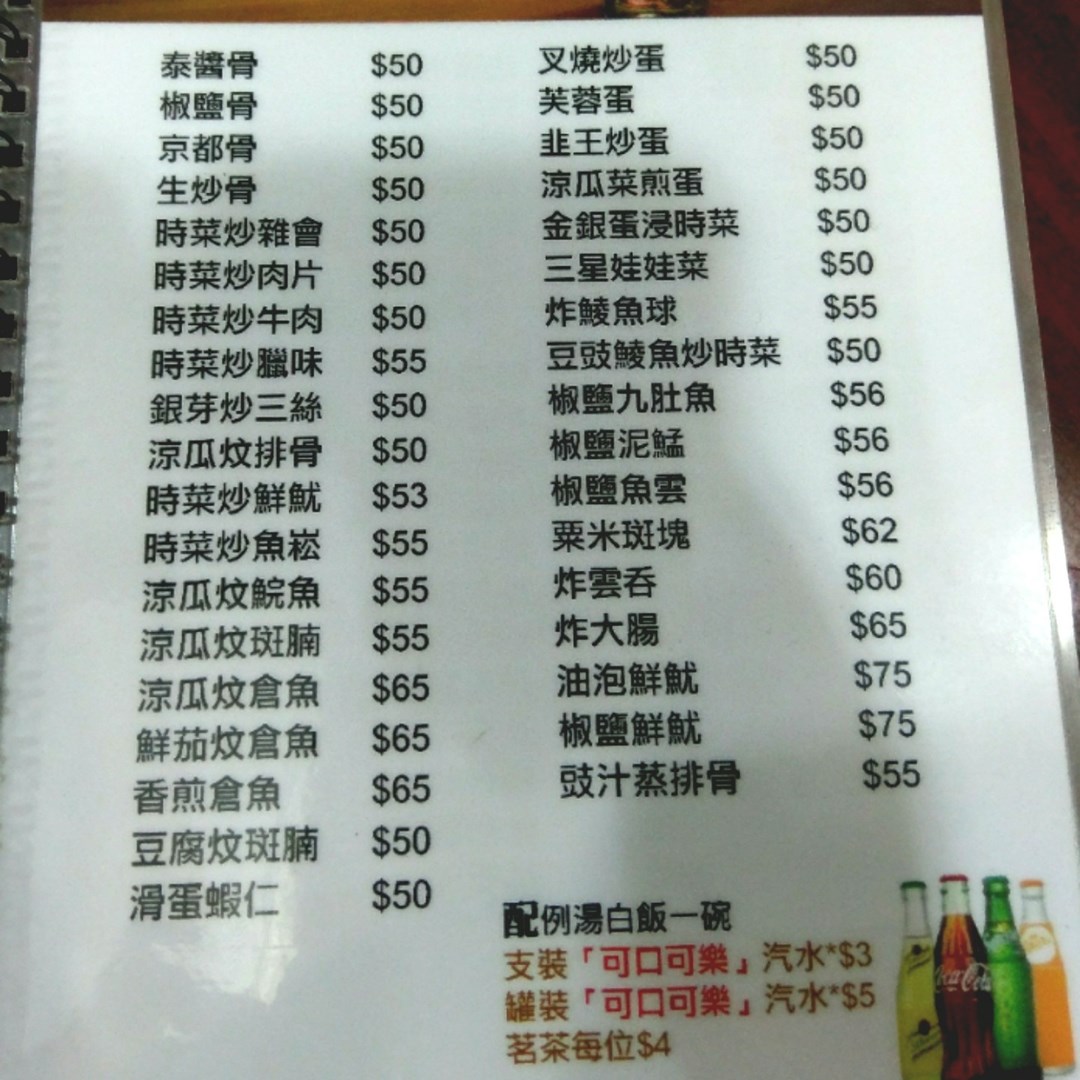 泰醬骨 $50
椒鹽骨 $50
京都骨 $50
生炒骨 $50
時菜炒雜會 $50
時菜炒肉片 $50
時菜炒牛肉 $50
時菜炒臘味 $55
銀芽炒三絲 $50
涼瓜炆排骨 $50
時菜炒鮮魷 $53
時菜炒魚崧 $55
涼瓜炆鯇魚 $55
涼瓜炆斑腩 $55
涼瓜炆倉魚 $65
鮮茄炆倉魚 $65
香煎倉魚 $65
豆腐炆斑腩 $50
滑蛋蝦仁 $50
叉燒炒蛋 $50
芙蓉蛋 $50
韭王炒蛋 $50
涼瓜菜煎蛋 $50
金銀蛋浸時菜 $50
三星娃娃菜 $50
炸鯪魚球 $55
豆豉鯪魚炒時菜 $50
椒鹽九肚魚 $56
椒鹽泥鯭 $56
椒鹽魚雲 $56
粟米斑塊 $62
炸雲吞 $60
炸大腸 $65
油泡鮮魷 $75
椒鹽鮮魷 $75
豉汁蒸排骨 $55
配例湯白飯一碗
支裝「可口可樂」汽水*$3
罐裝「可口可樂」汽水*$5
茗茶每位$4
Coca-Cola